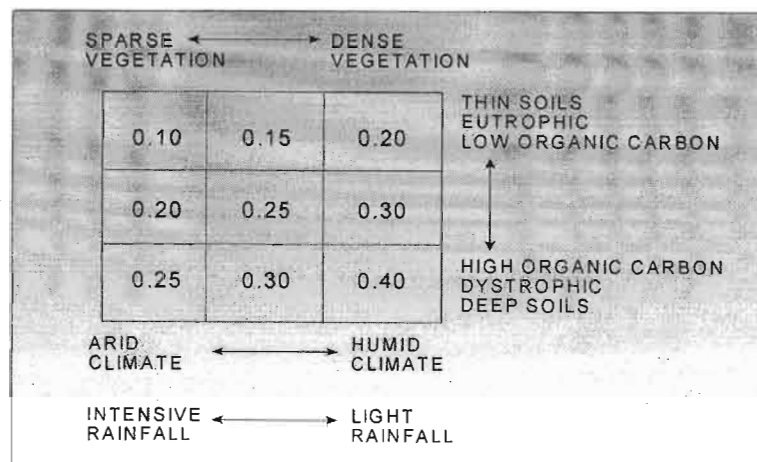 SPARSE ↔ DENSE
VEGETATION VEGETATION
0.10 0.15 0.20
THIN SOILS
EUTROPHIC
LOW ORGANIC CARBON
0.20 0.25 0.30
0.25 0.30 0.40
HIGH ORGANIC CARBON
DYSTROPHIC
DEEP SOILS
ARID ↔ HUMID
CLIMATE CLIMATE
INTENSIVE ↔ LIGHT
RAINFALL RAINFALL